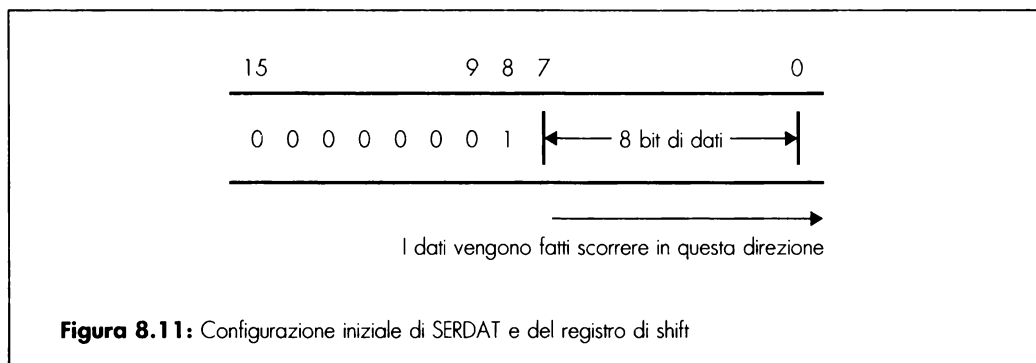 15 9 8 7 0
0 0 0 0 0 0 0 1 8 bit di dati
I dati vengono fatti scorrere in questa direzione
Figura 8.11: Configurazione iniziale di SERDAT e del registro di shift